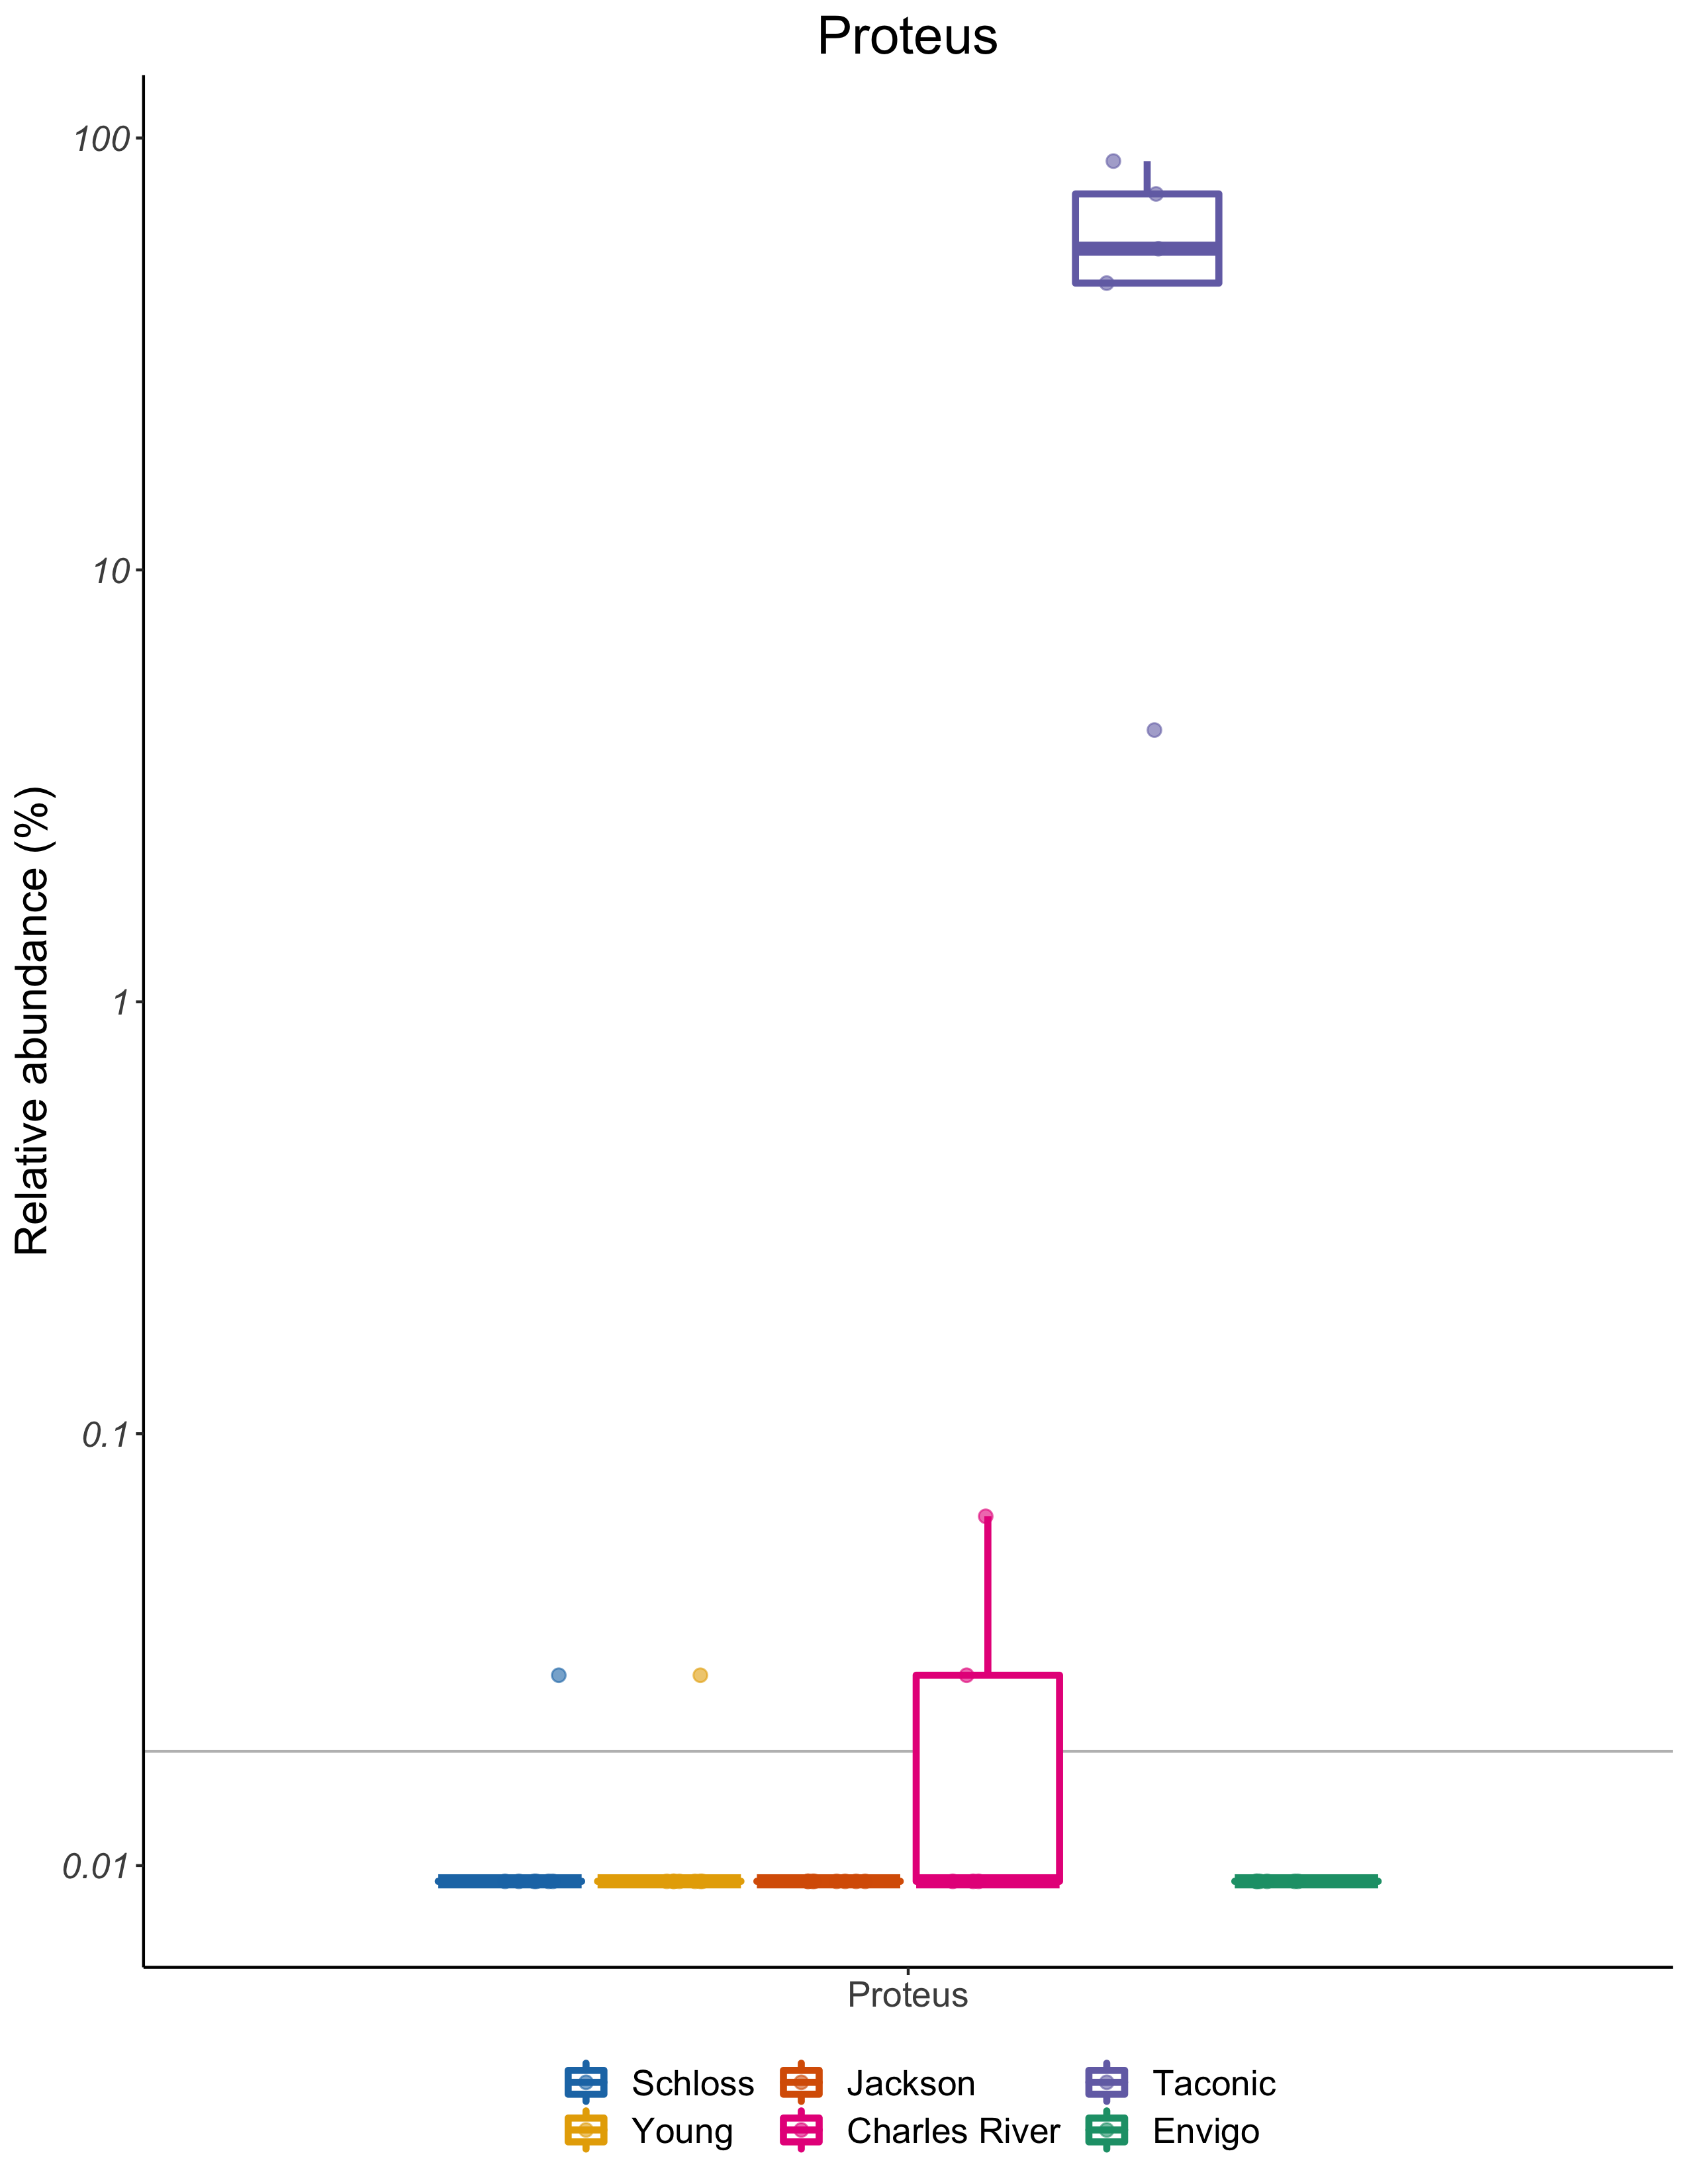 Proteus
100
10
1
0.1
0.01
Relative abundance (%)
Proteus
Schloss Jackson Taconic
Young Charles River Envigo